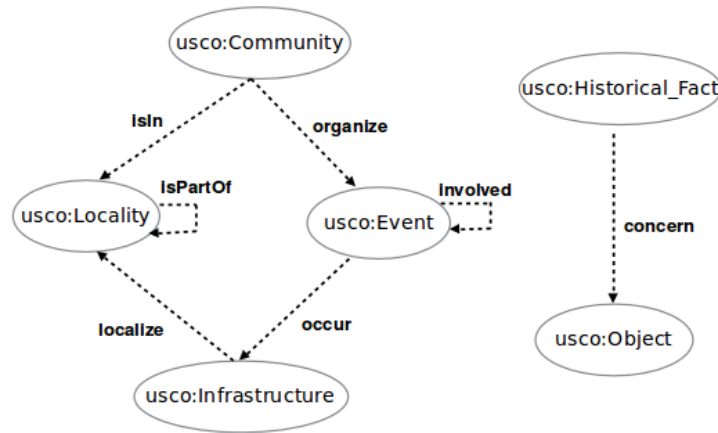 usco:Community
usco:Historical_Fact
isIn
organize
isPartOf
involved
usco:Locality
usco:Event
concern
localize
occur
usco:Object
usco:Infrastructure